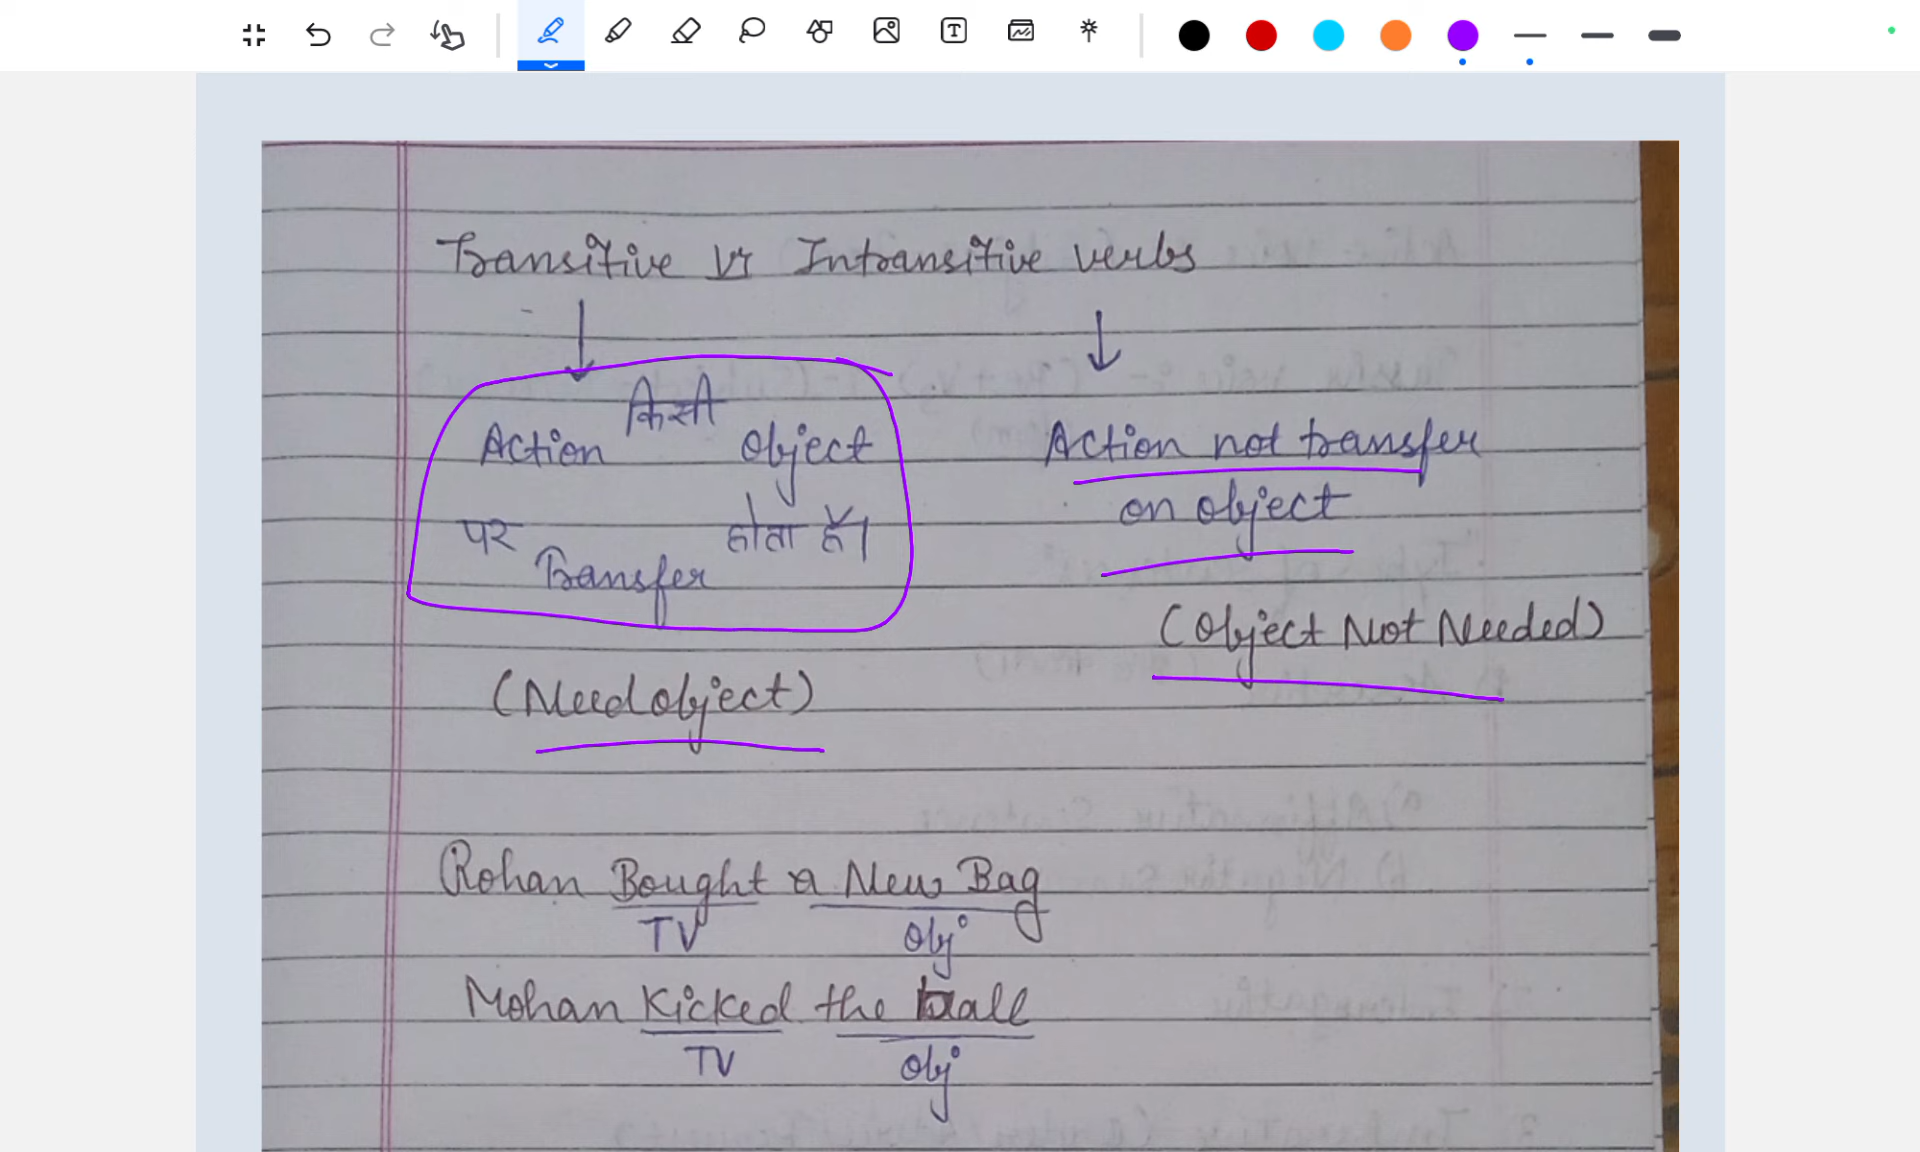 Transitive vs Intransitive verbs
Action किसी object
पर Transfer होता है।
(Need object)
Action not transfer
on object
(Object Not Needed)
Rohan Bought a New Bag
TV obj
Mohan Kicked the ball
TV obj